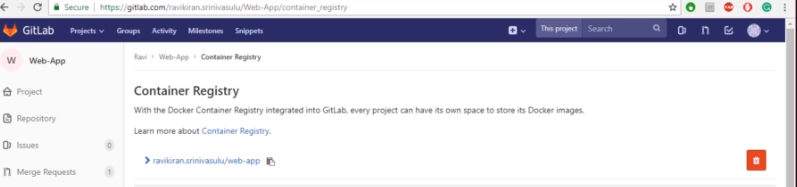 Secure https://gitlab.com/ravikiran.srinivasulu/Web-App/container_registry
GitLab Projects Groups Activity Milestones Snippets This project Search
W Web-App
Ravi > Web-App > Container Registry
Project
Repository
Issues 0
Merge Requests 1
Container Registry
With the Docker Container Registry integrated into GitLab, every project can have its own space to store its Docker images.
Learn more about Container Registry.
ravikiran.srinivasulu/web-app